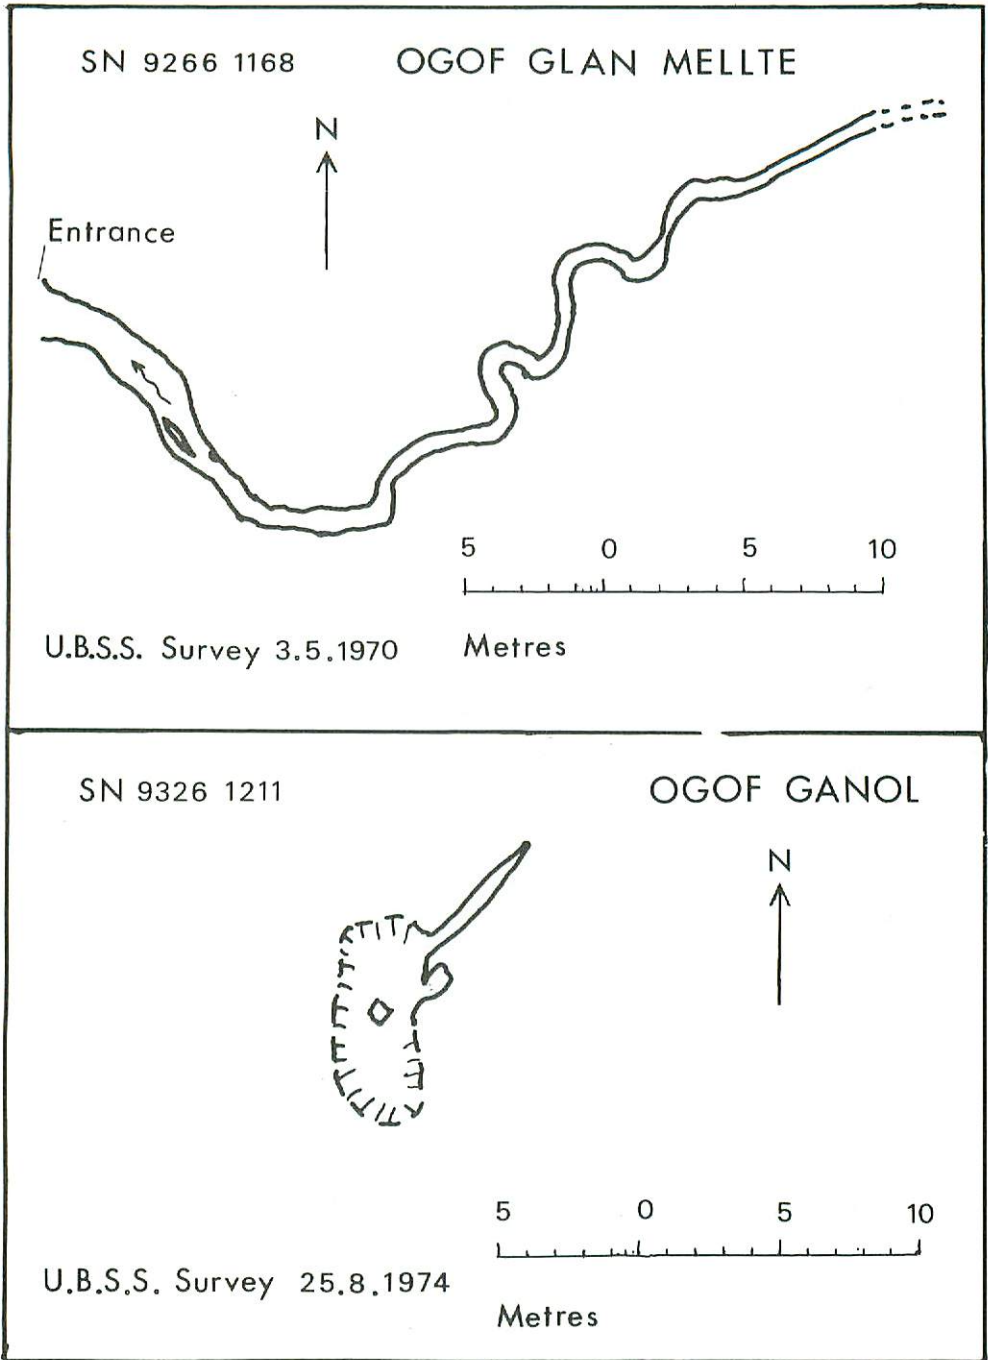 SN 9266 1168 OGOF GLAN MELLTE
N
Entrance
5 0 5 10
U.B.S.S. Survey 3.5.1970 Metres
SN 9326 1211 OGOF GANOL
N
5 0 5 10
U.B.S.S. Survey 25.8.1974
Metres